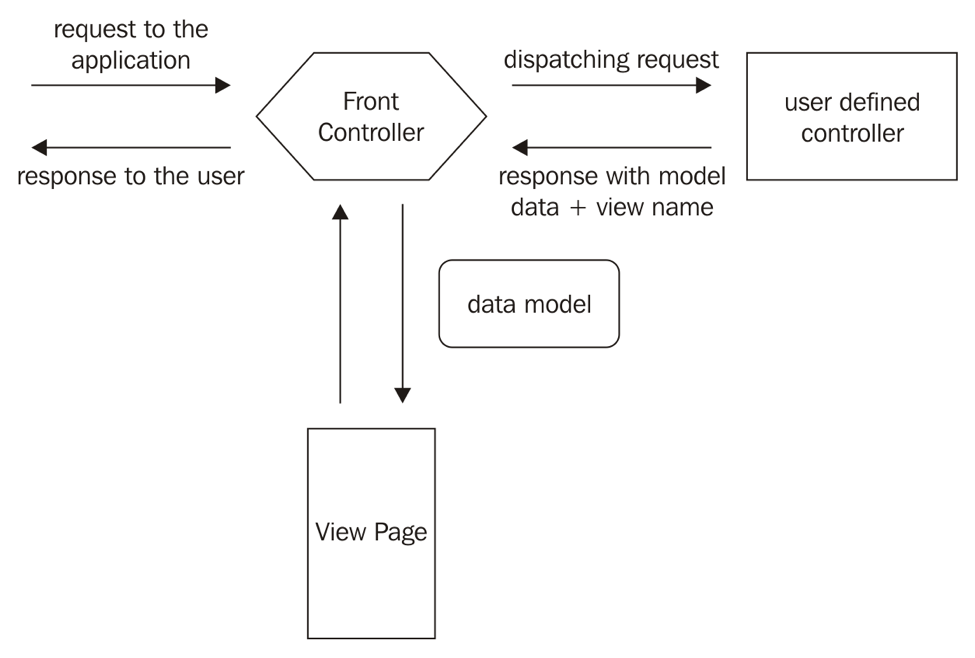 request to the
application
Front
Controller
dispatching request
user defined
controller
response to the user
response with model
data + view name
data model
View Page